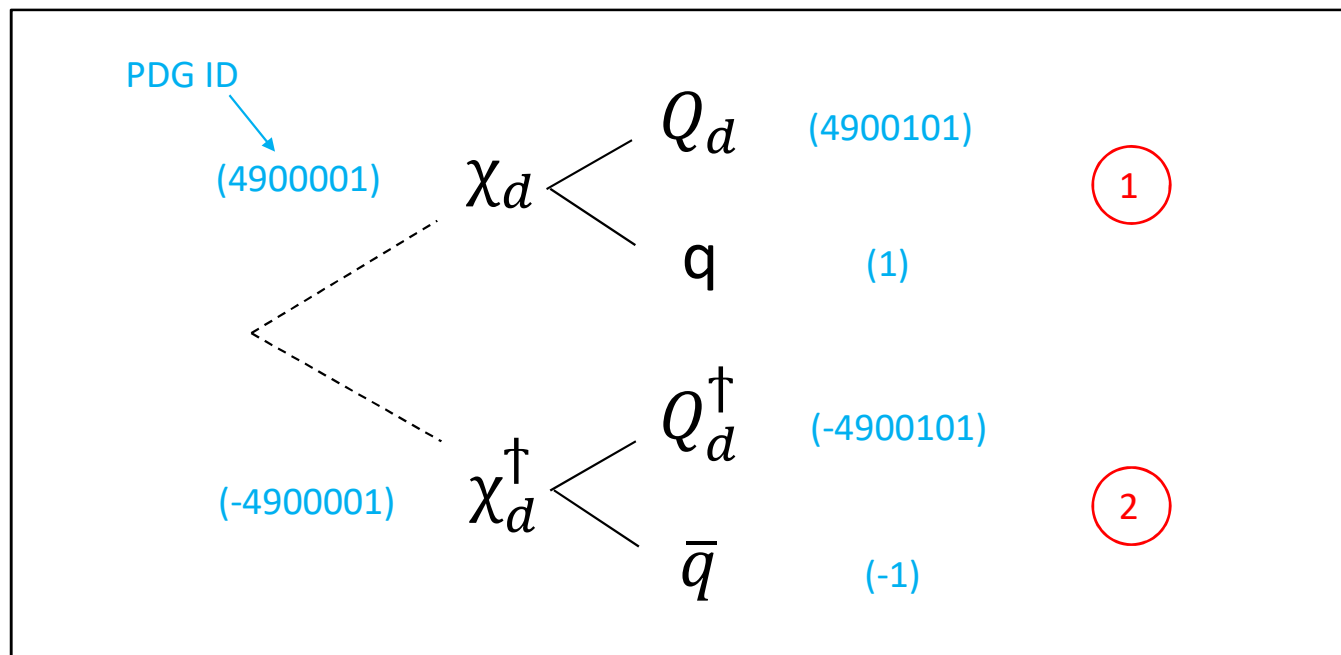 PDG ID
(4900001)
χ_d
Q_d
(4900101)
1
q
(1)
(-4900001)
χ_d^†
Q_d^†
(-4900101)
2
q̅
(-1)